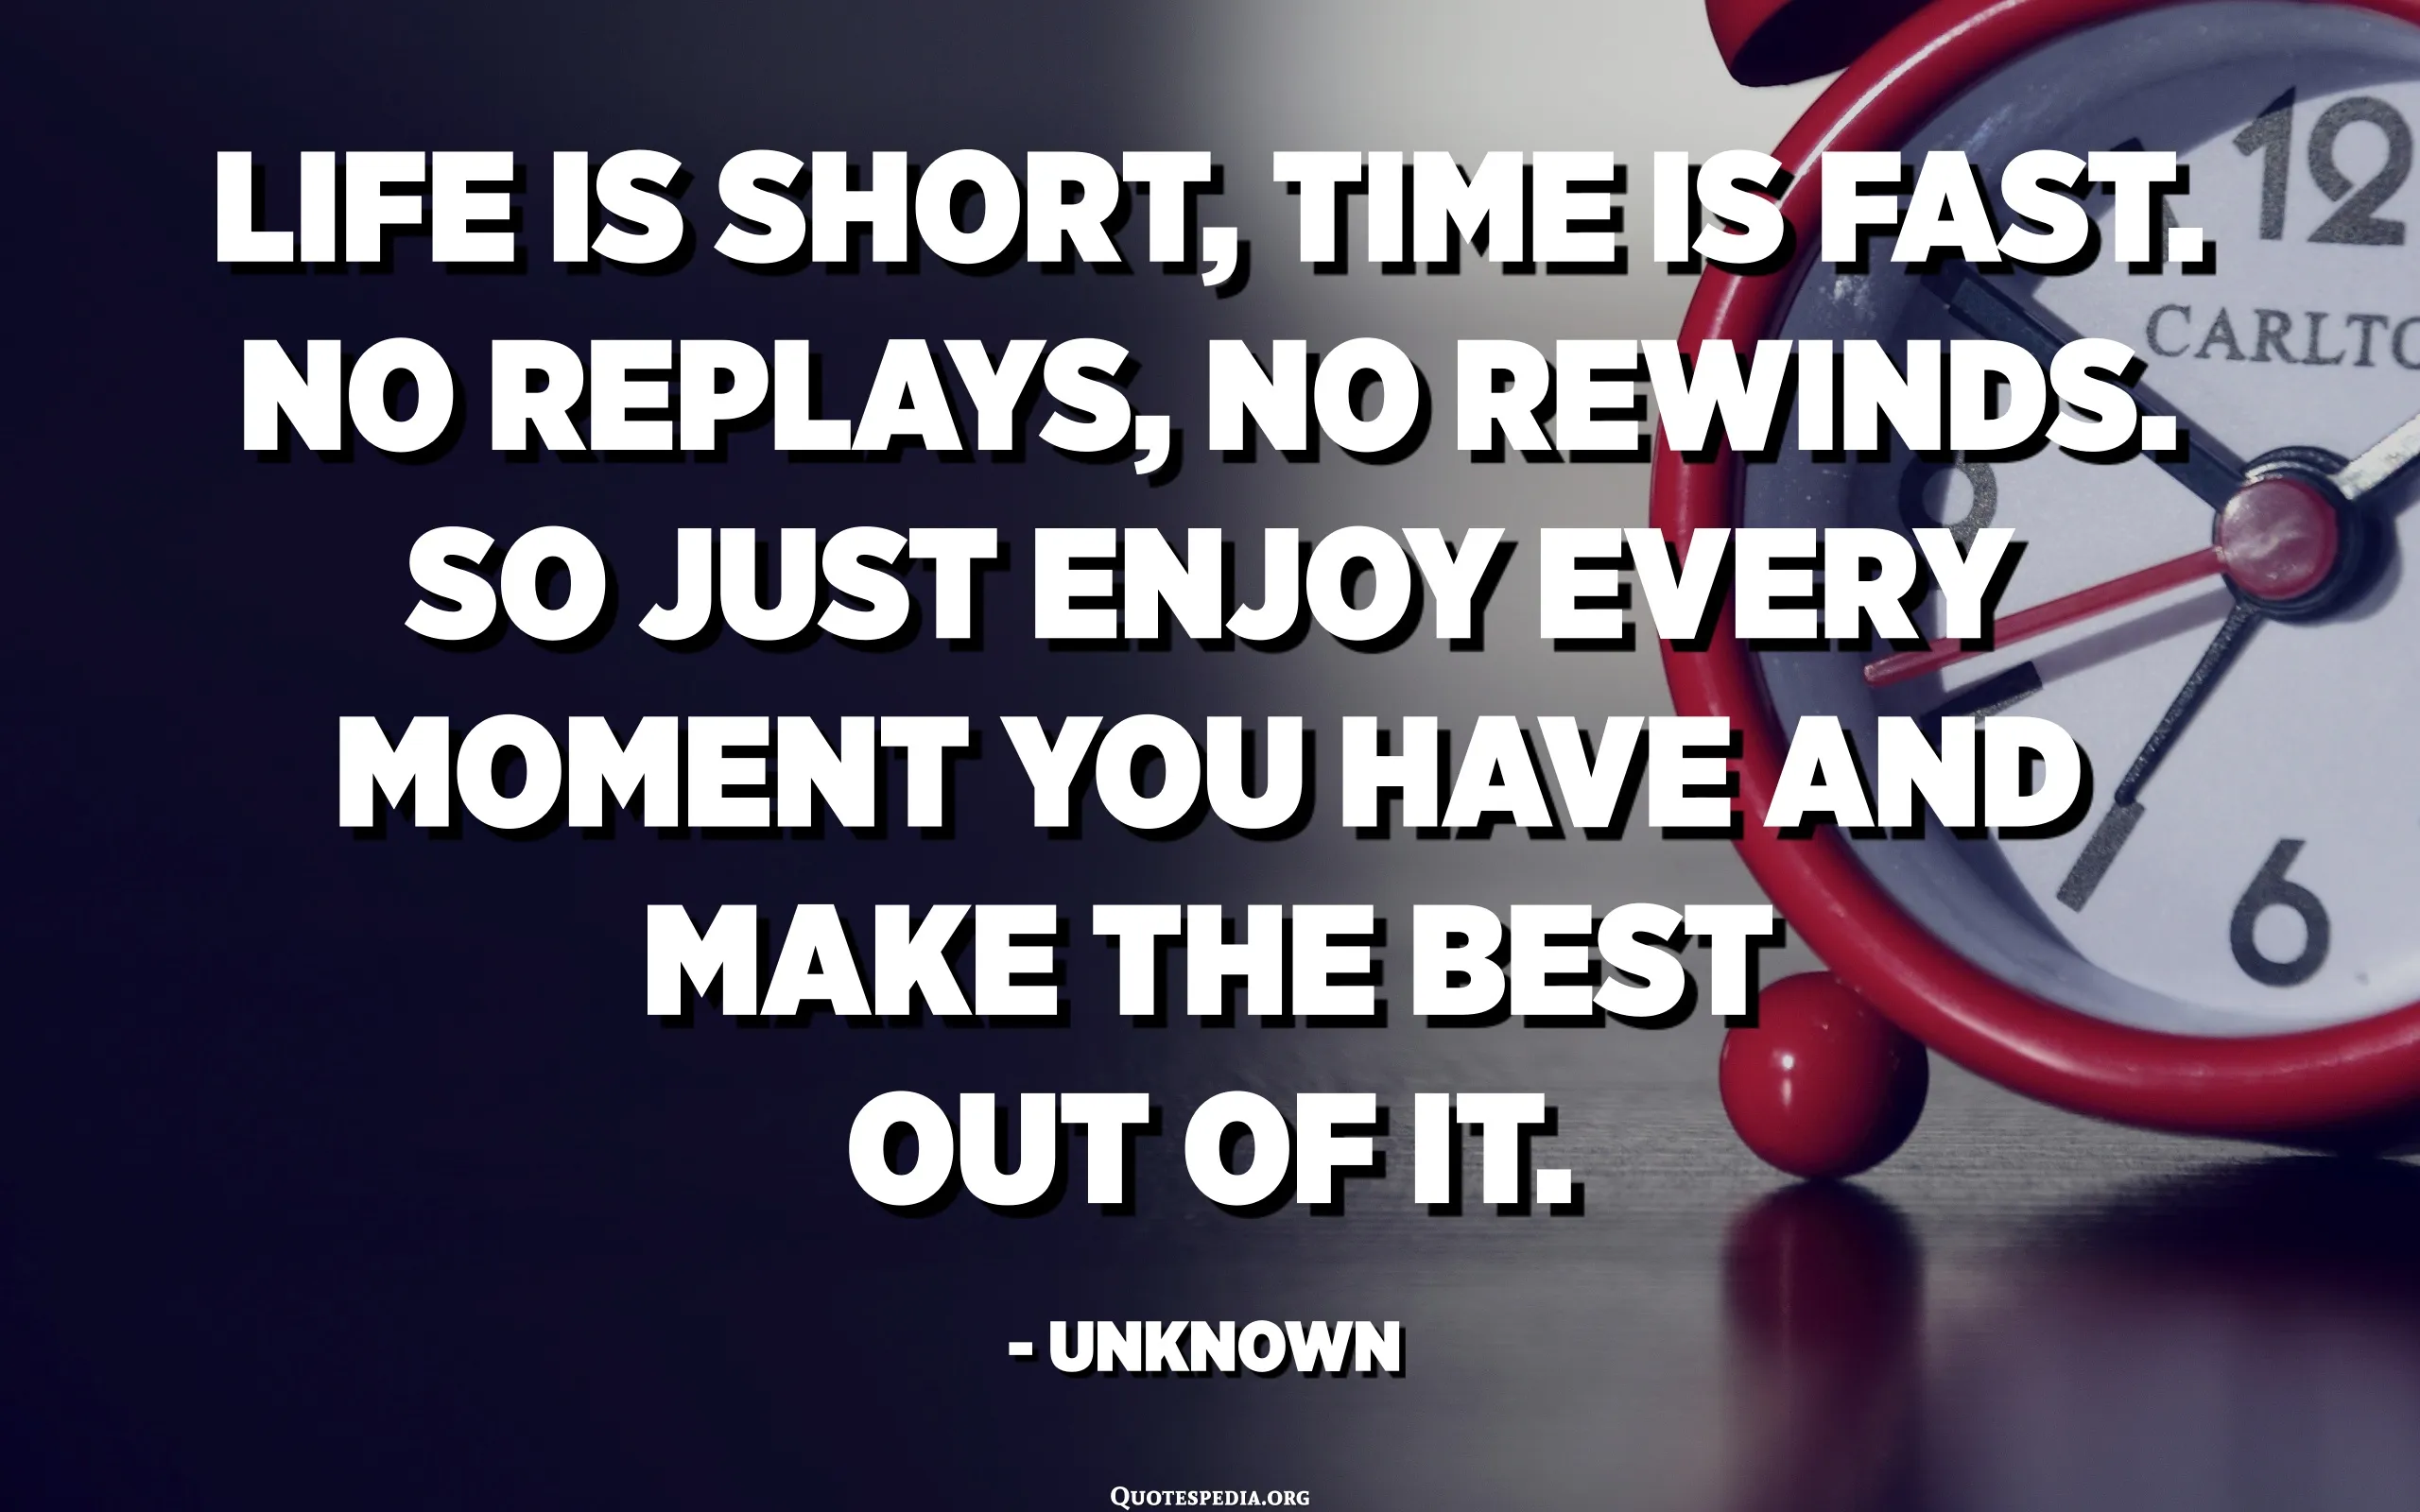 LIFE IS SHORT, TIME IS FAST.
NO REPLAYS, NO REWINDS.
SO JUST ENJOY EVERY
MOMENT YOU HAVE AND
MAKE THE BEST
OUT OF IT.
- UNKNOWN
QUOTESPEDIA.ORG
12
9
6